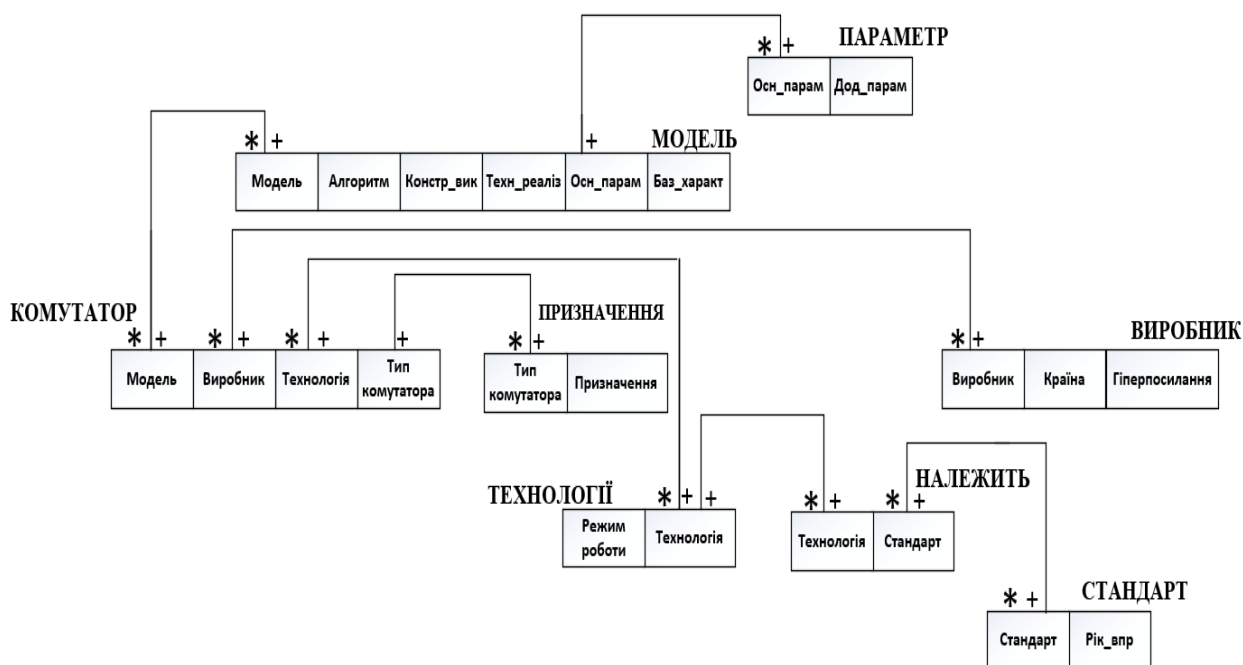 ПАРАМЕТР
* +
Осн_парам Дод_парам
* + + МОДЕЛЬ
Модель Алгоритм Констр_вик Техн_реаліз Осн_парам Баз_характ
КОМУТАТОР
* + * + * + +
Модель Виробник Технологія Тип
комутатора
ПРИЗНАЧЕННЯ
* +
Тип
комутатора Призначення
ВИРОБНИК
* +
Виробник Країна Гіперпосилання
ТЕХНОЛОГІЇ * + +
Режим
роботи Технологія
НАЛЕЖИТЬ
* + * +
Технологія Стандарт
СТАНДАРТ
* +
Стандарт Рік_впр